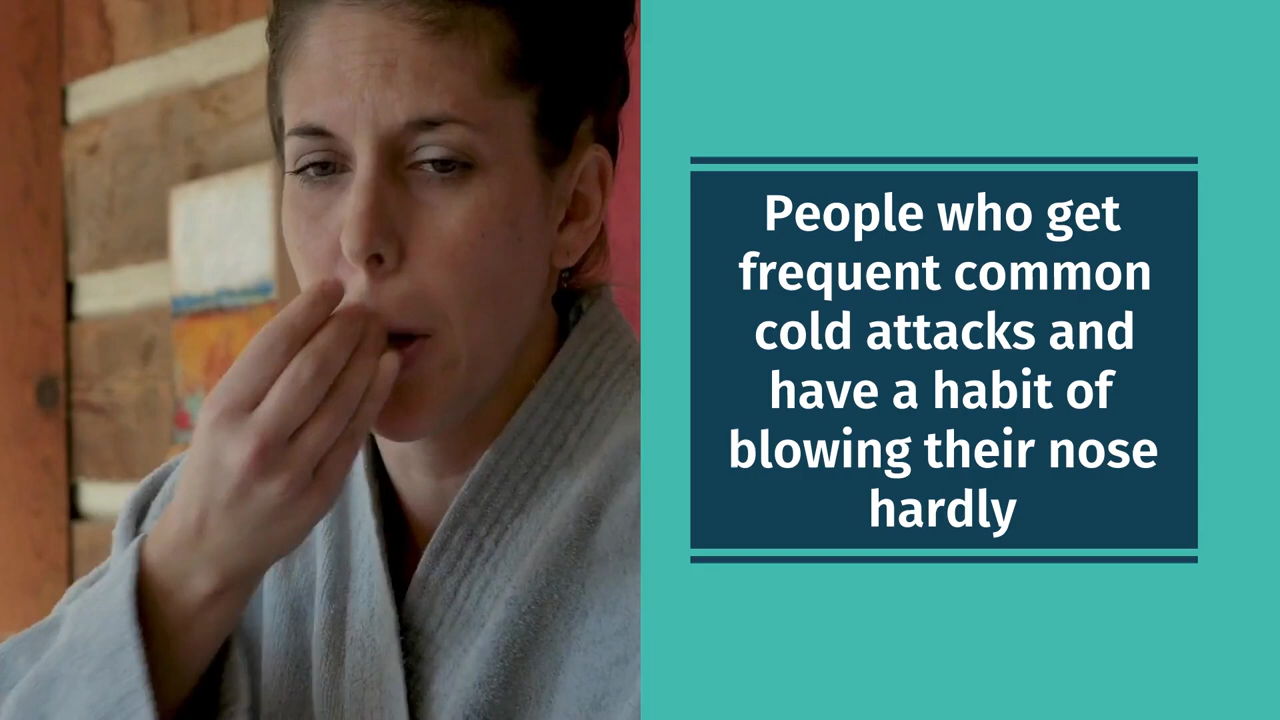 People who get
frequent common
cold attacks and
have a habit of
blowing their nose
hardly